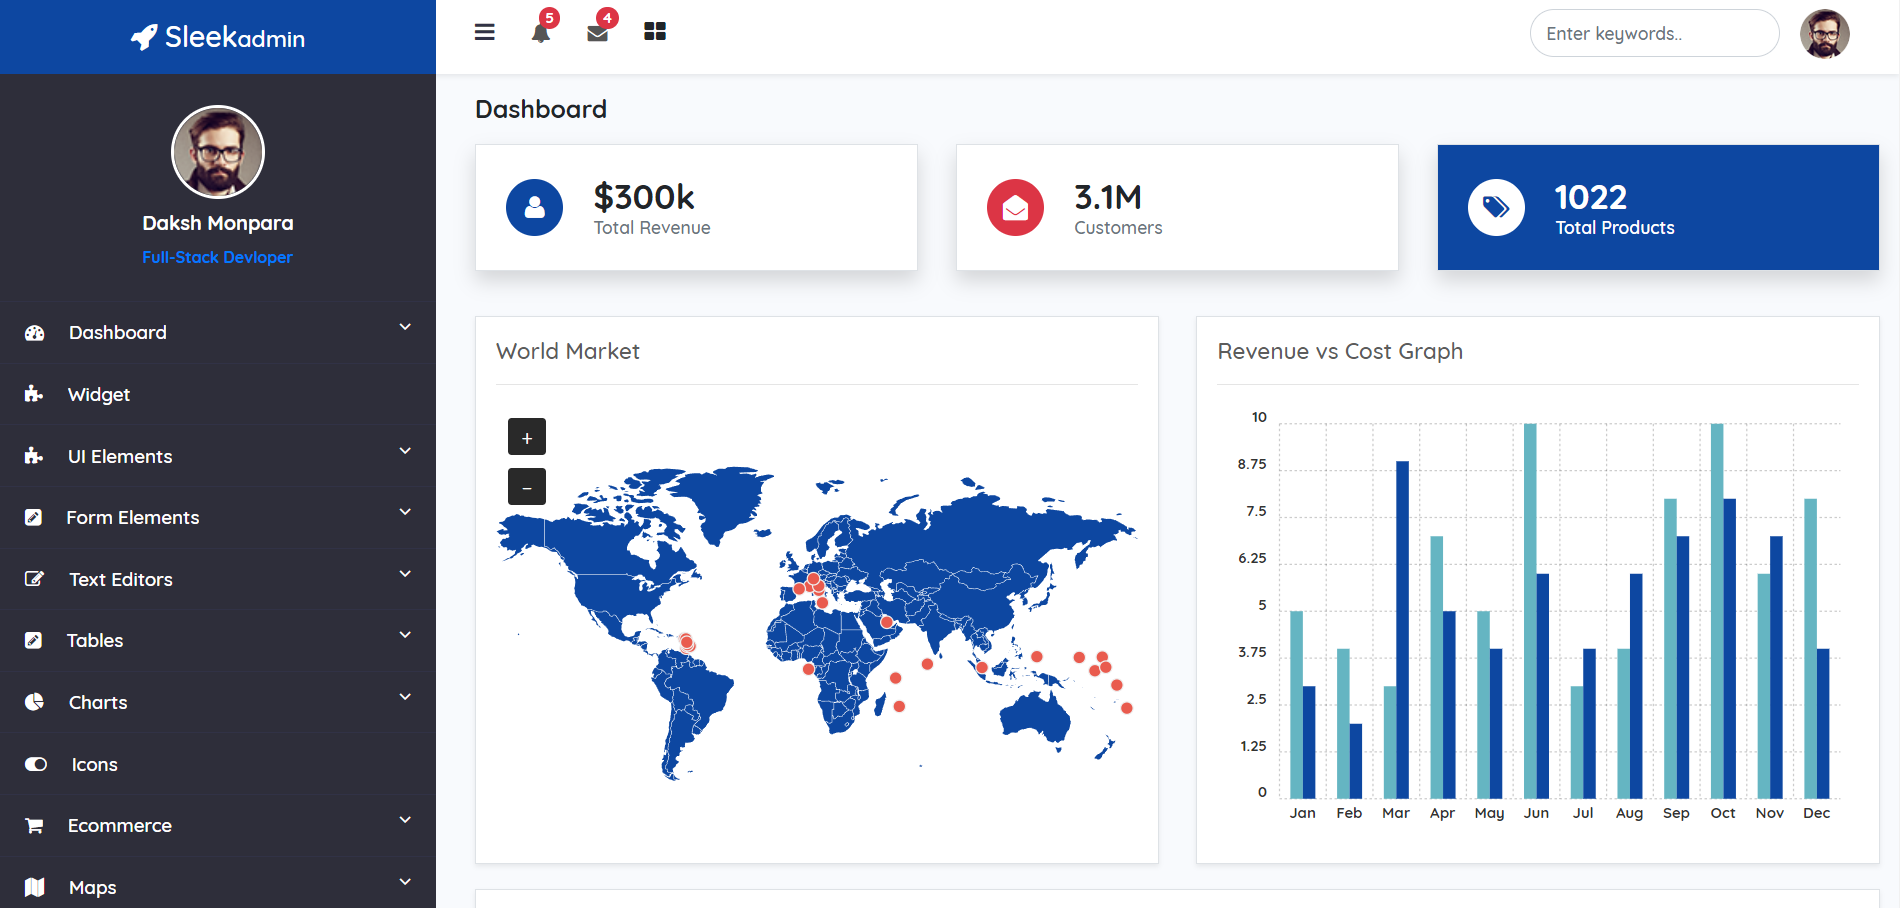 Sleekadmin
5
4
Enter keywords..
Daksh Monpara
Full-Stack Devloper
Dashboard
Widget
UI Elements
Form Elements
Text Editors
Tables
Charts
Icons
Ecommerce
Maps
Dashboard
$300k
Total Revenue
3.1M
Customers
1022
Total Products
World Market
+
−
Revenue vs Cost Graph
10
8.75
7.5
6.25
5
3.75
2.5
1.25
0
Jan Feb Mar Apr May Jun Jul Aug Sep Oct Nov Dec